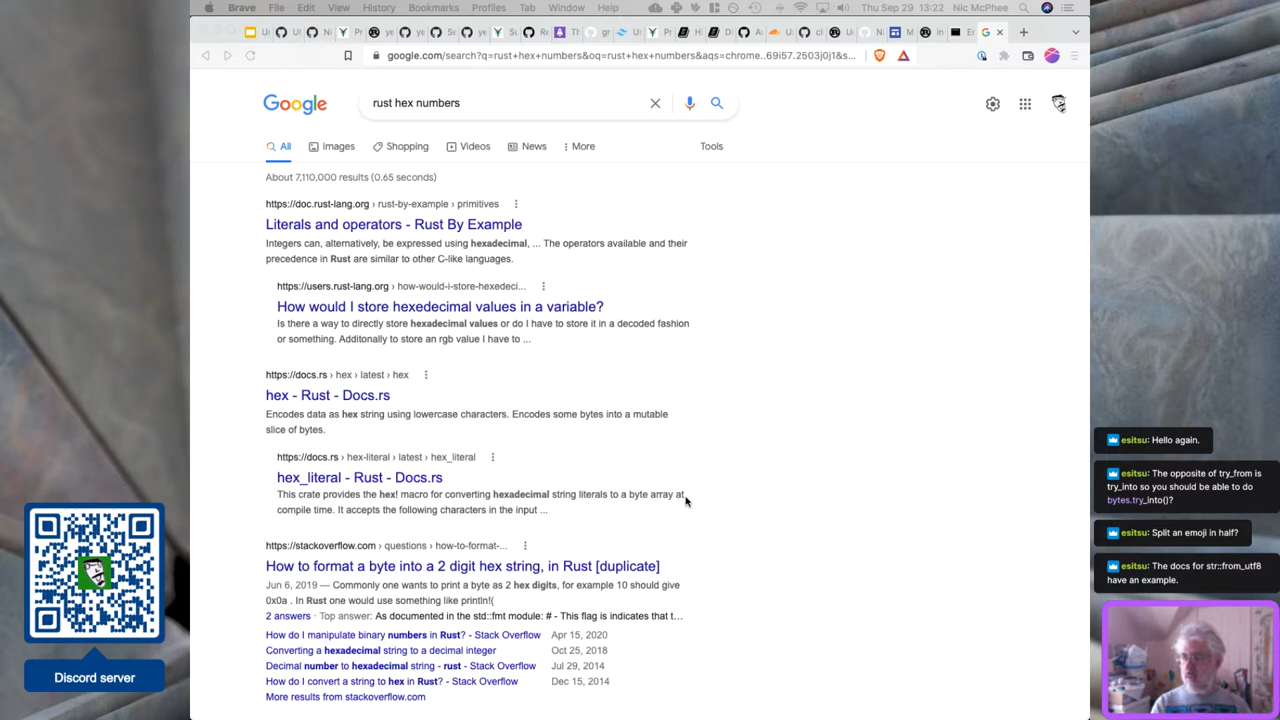 Brave File Edit View History Bookmarks Profiles Tab Window Help Thu Sep 29 13:22 Nic McPhee
google.com/search?q=rust+hex+numbers&oq=rust+hex+numbers&aqs=chrome...69i57.2503j0j1&s...
Google
rust hex numbers
All Images Shopping Videos News More Tools
About 7,110,000 results (0.65 seconds)
https://doc.rust-lang.org › rust-by-example › primitives
Literals and operators - Rust By Example
Integers can, alternatively, be expressed using hexadecimal, ... The operators available and their
precedence in Rust are similar to other C-like languages.
https://users.rust-lang.org › how-would-i-store-hexedeci...
How would I store hexedecimal values in a variable?
Is there a way to directly store hexadecimal values or do I have to store it in a decoded fashion
or something. Additonally to store an rgb value I have to ...
https://docs.rs › hex › latest › hex
hex - Rust - Docs.rs
Encodes data as hex string using lowercase characters. Encodes some bytes into a mutable
slice of bytes.
https://docs.rs › hex-literal › latest › hex_literal
hex_literal - Rust - Docs.rs
This crate provides the hex! macro for converting hexadecimal string literals to a byte array at
compile time. It accepts the following characters in the input ...
https://stackoverflow.com › questions › how-to-format-...
How to format a byte into a 2 digit hex string, in Rust [duplicate]
Jun 6, 2019 — Commonly one wants to print a byte as 2 hex digits, for example 10 should give
0x0a . In Rust one would use something like println!(
2 answers · Top answer: As documented in the std::fmt module: # - This flag is indicates that t...
How do I manipulate binary numbers in Rust? - Stack Overflow Apr 15, 2020
Converting a hexadecimal string to a decimal integer Oct 25, 2018
Decimal number to hexadecimal string - rust - Stack Overflow Jul 29, 2014
How do I convert a string to hex in Rust? - Stack Overflow Dec 15, 2014
More results from stackoverflow.com
esitsu: Hello again.
esitsu: The opposite of try_from is
try_into so you should be able to do
bytes.try_into()?
esitsu: Split an emoji in half?
esitsu: The docs for str::from_utf8
have an example.
Discord server